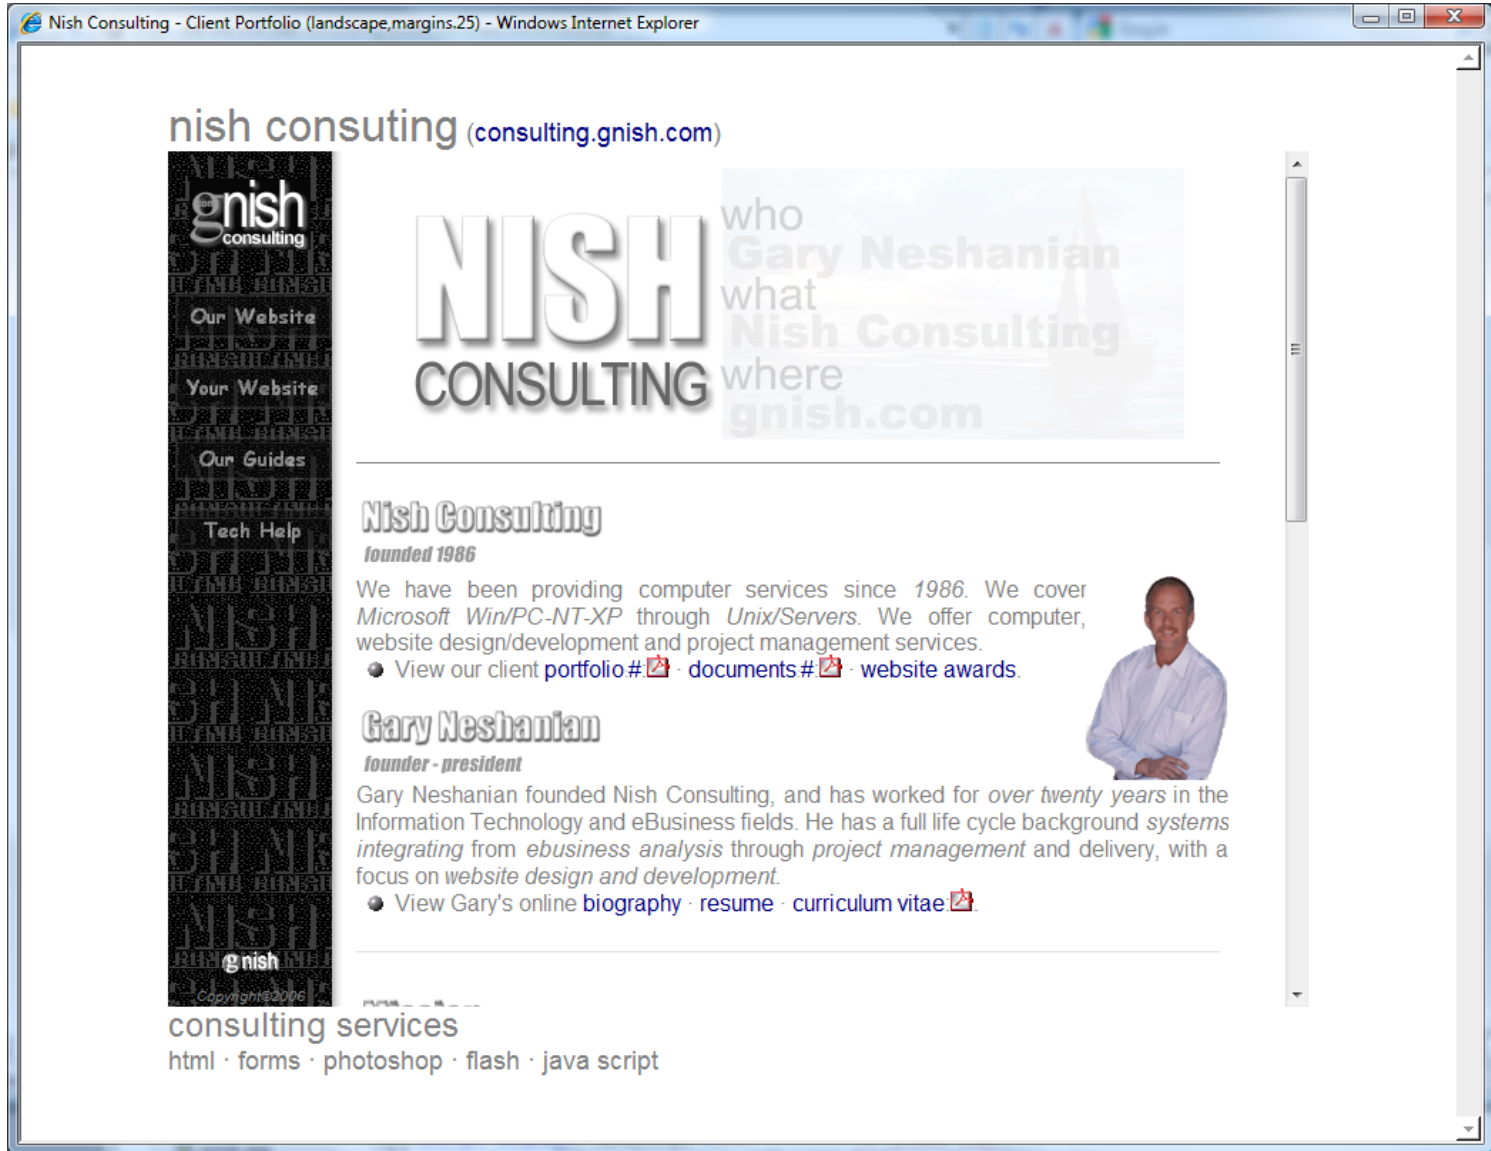 Nish Consulting - Client Portfolio (landscape,margins.25) - Windows Internet Explorer
nish consuting (consulting.gnish.com)
gnish
consulting
Our Website
Your Website
Our Guides
Tech Help
gnish
Copyright©2006
NISH
CONSULTING
who
Gary Neshanian
what
Nish Consulting
where
gnish.com
Nish Consulting
founded 1986
We have been providing computer services since 1986. We cover
Microsoft Win/PC-NT-XP through Unix/Servers. We offer computer,
website design/development and project management services.
View our client portfolio:#: · documents:#: · website awards.
Gary Neshanian
founder - president
Gary Neshanian founded Nish Consulting, and has worked for over twenty years in the
Information Technology and eBusiness fields. He has a full life cycle background systems
integrating from ebusiness analysis through project management and delivery, with a
focus on website design and development.
View Gary's online biography · resume · curriculum vitae:.
consulting services
html · forms · photoshop · flash · java script